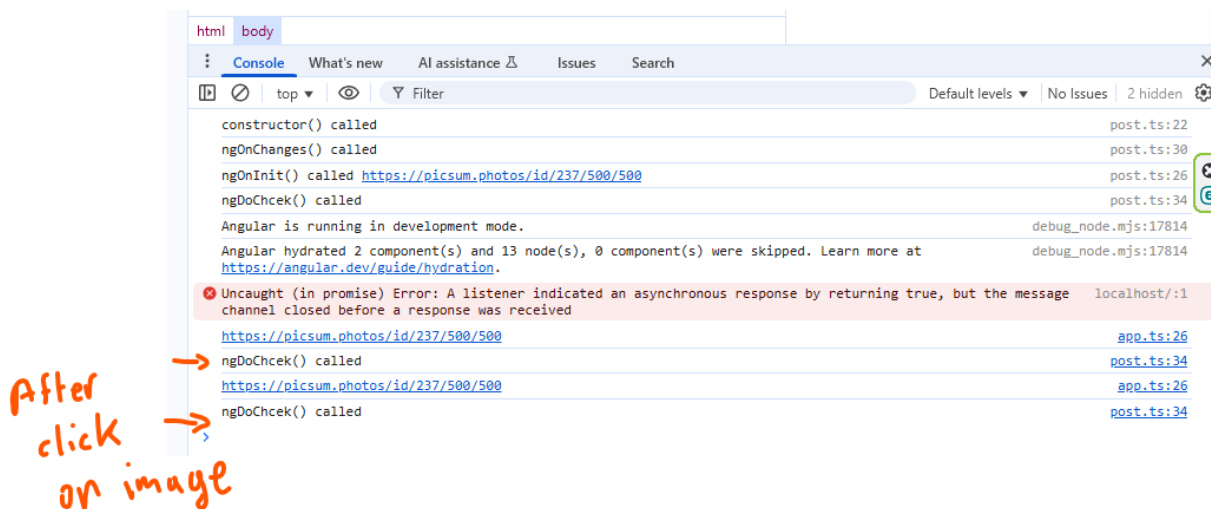 html body
Console What's new AI assistance Issues Search
top ▼ Filter Default levels ▼ No Issues 2 hidden
constructor() called post.ts:22
ngOnChanges() called post.ts:30
ngOnInit() called https://picsum.photos/id/237/500/500 post.ts:26
ngDoChcek() called post.ts:34
Angular is running in development mode. debug_node.mjs:17814
Angular hydrated 2 component(s) and 13 node(s), 0 component(s) were skipped. Learn more at debug_node.mjs:17814
https://angular.dev/guide/hydration.
Uncaught (in promise) Error: A listener indicated an asynchronous response by returning true, but the message localhost/:1
channel closed before a response was received
https://picsum.photos/id/237/500/500 app.ts:26
ngDoChcek() called post.ts:34
https://picsum.photos/id/237/500/500 app.ts:26
ngDoChcek() called post.ts:34
After
click
on image